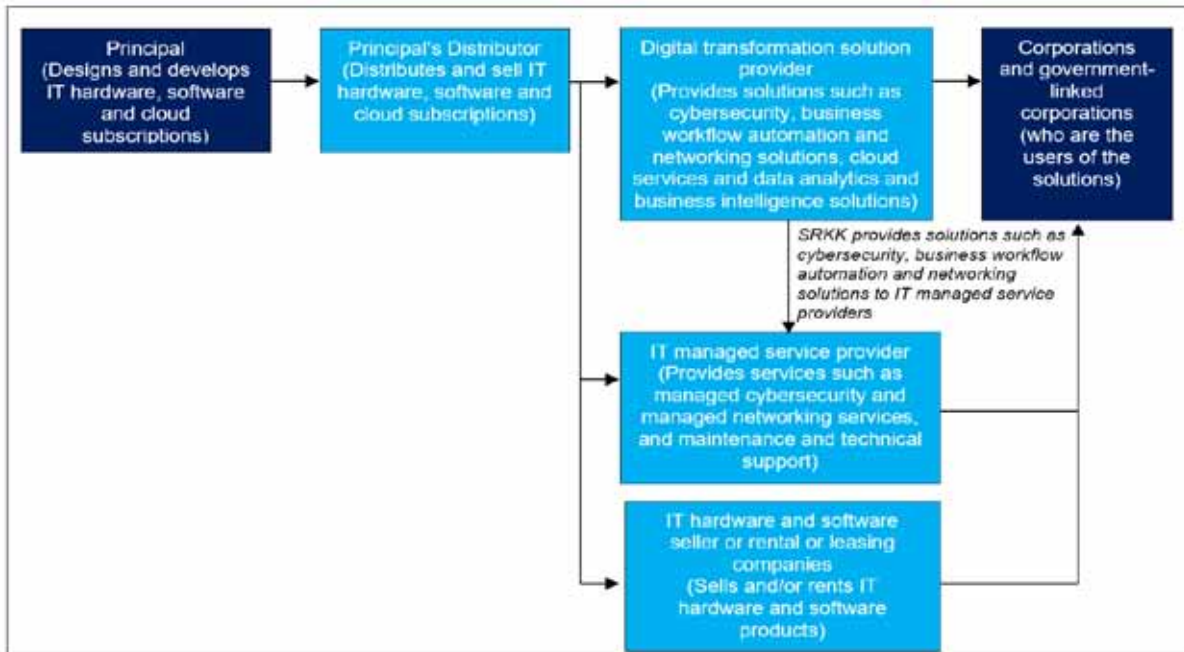 Principal
(Designs and develops
IT hardware, software
and cloud
subscriptions)
Principal's Distributor
(Distributes and sell IT
hardware, software and
cloud subscriptions)
Digital transformation solution
provider
(Provides solutions such as
cybersecurity, business
workflow automation and
networking solutions, cloud
services and data analytics and
business intelligence solutions)
Corporations
and government-
linked
corporations
(who are the
users of the
solutions)
SRKK provides solutions such as
cybersecurity, business workflow
automation and networking
solutions to IT managed service
providers
IT managed service provider
(Provides services such as
managed cybersecurity and
managed networking services,
and maintenance and technical
support)
IT hardware and software
seller or rental or leasing
companies
(Sells and/or rents IT
hardware and software
products)